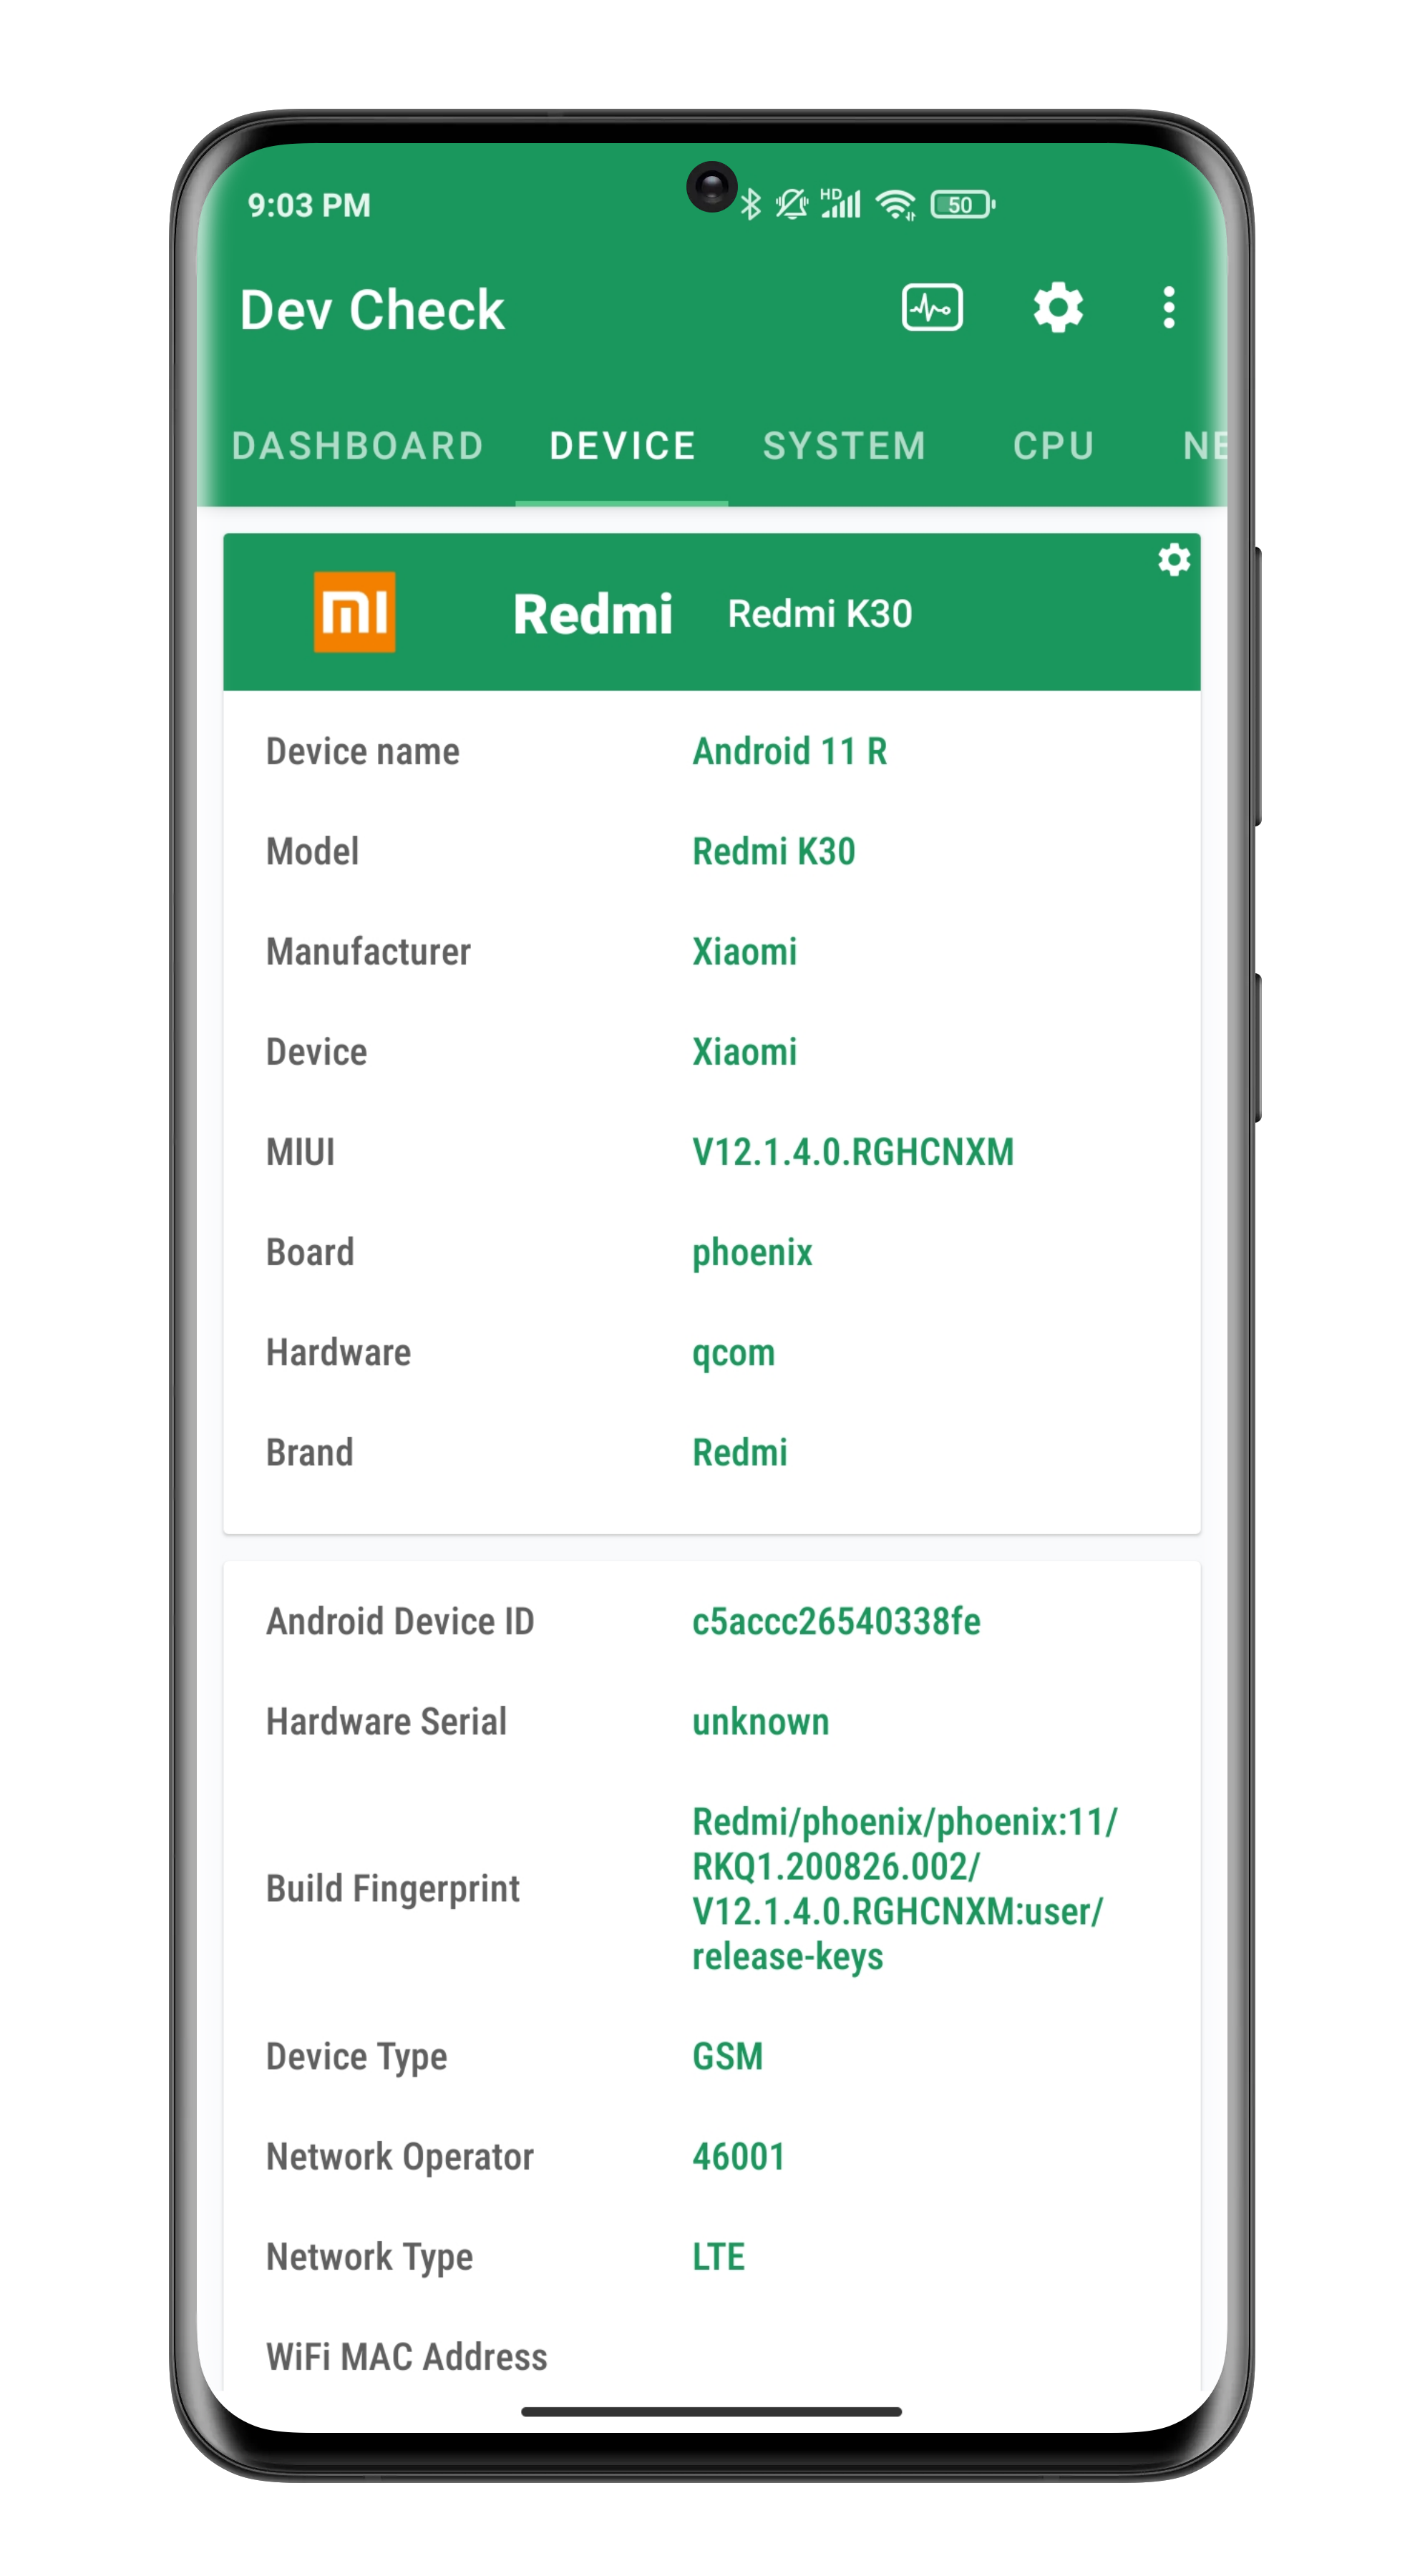 9:03 PM
HD
50
Dev Check
DASHBOARD DEVICE SYSTEM CPU NE
mi Redmi Redmi K30
Device name Android 11 R
Model Redmi K30
Manufacturer Xiaomi
Device Xiaomi
MIUI V12.1.4.0.RGHCNXM
Board phoenix
Hardware qcom
Brand Redmi
Android Device ID c5accc26540338fe
Hardware Serial unknown
Build Fingerprint Redmi/phoenix/phoenix:11/
RKQ1.200826.002/
V12.1.4.0.RGHCNXM:user/
release-keys
Device Type GSM
Network Operator 46001
Network Type LTE
WiFi MAC Address